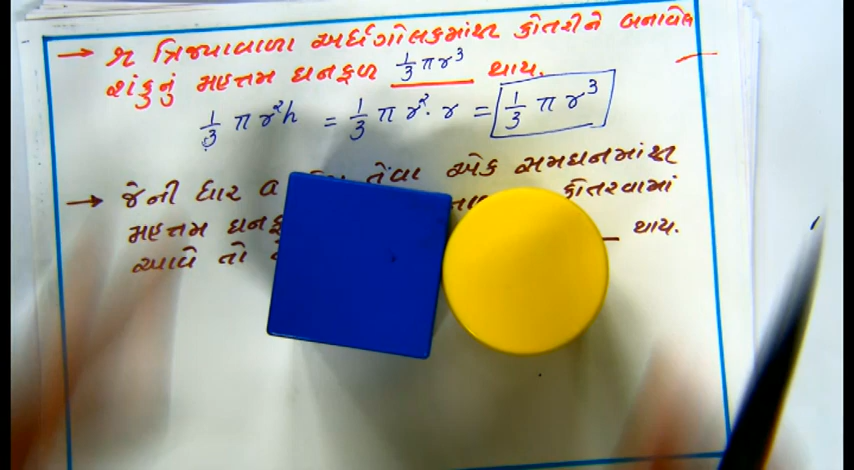 → r ત્રિજ્યાવાળા અર્ધગોલકમાંથી કોતરીને બનાવેલ
શંકુનું મહત્તમ ઘનફળ 1/3 πr³ થાય.
1/3 πr²h = 1/3 πr²·r = 1/3 πr³
→ જેની ધાર a તેવા એક સમઘનમાંથી
મહત્તમ કોતરવામાં
આવે તો થાય.